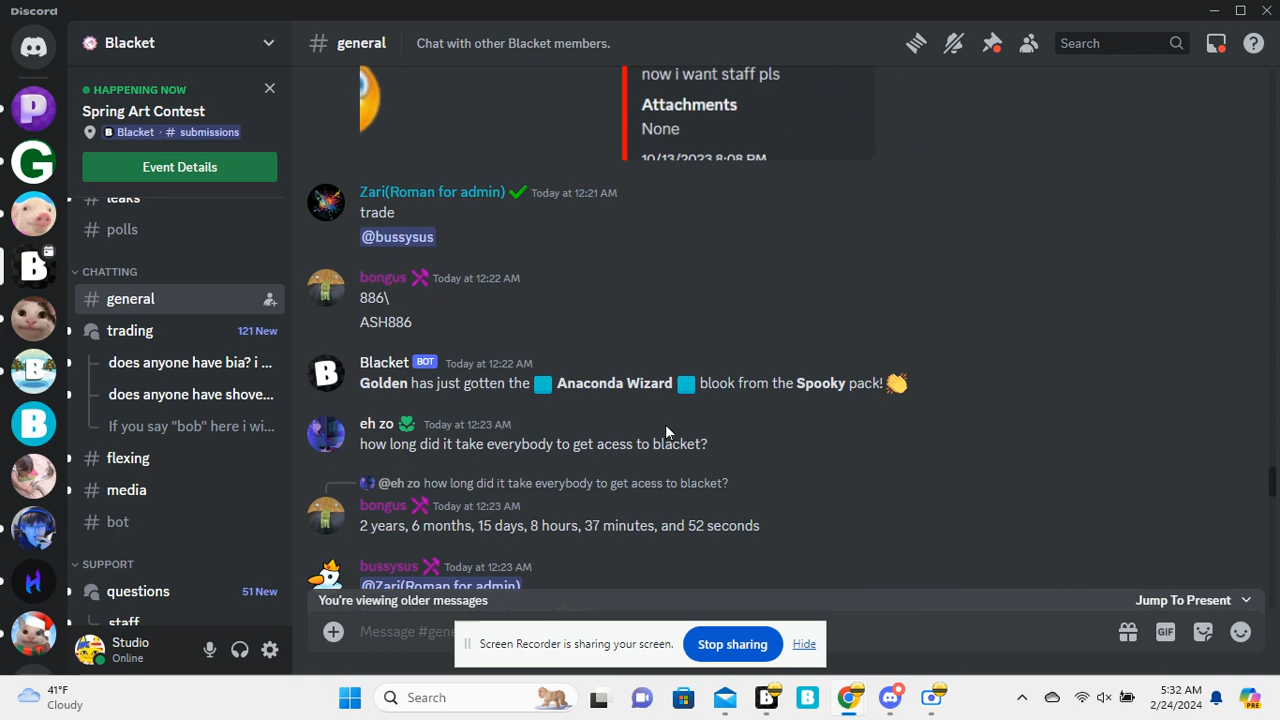 Discord
Blacket
# general
Chat with other Blacket members.
Search
HAPPENING NOW
Spring Art Contest
B Blacket › # submissions
Event Details
leaks
# polls
CHATTING
# general
trading 121 New
does anyone have bia? i ...
does anyone have shove...
If you say "bob" here i wi...
# flexing
# media
# bot
SUPPORT
questions 51 New
staff
Studio
Online
now i want staff pls
Attachments
None
10/13/2023 8:08 PM
Zari(Roman for admin) Today at 12:21 AM
trade
@bussysus
bongus Today at 12:22 AM
886\
ASH886
Blacket BOT Today at 12:22 AM
Golden has just gotten the Anaconda Wizard blook from the Spooky pack!
eh zo Today at 12:23 AM
how long did it take everybody to get acess to blacket?
@eh zo how long did it take everybody to get acess to blacket?
bongus Today at 12:23 AM
2 years, 6 months, 15 days, 8 hours, 37 minutes, and 52 seconds
bussysus Today at 12:23 AM
@Zari(Roman for admin)
You're viewing older messages
Jump To Present
Message #gene
GIF
Screen Recorder is sharing your screen.
Stop sharing
Hide
41°F
Cloudy
Search
5:32 AM
2/24/2024
PRE